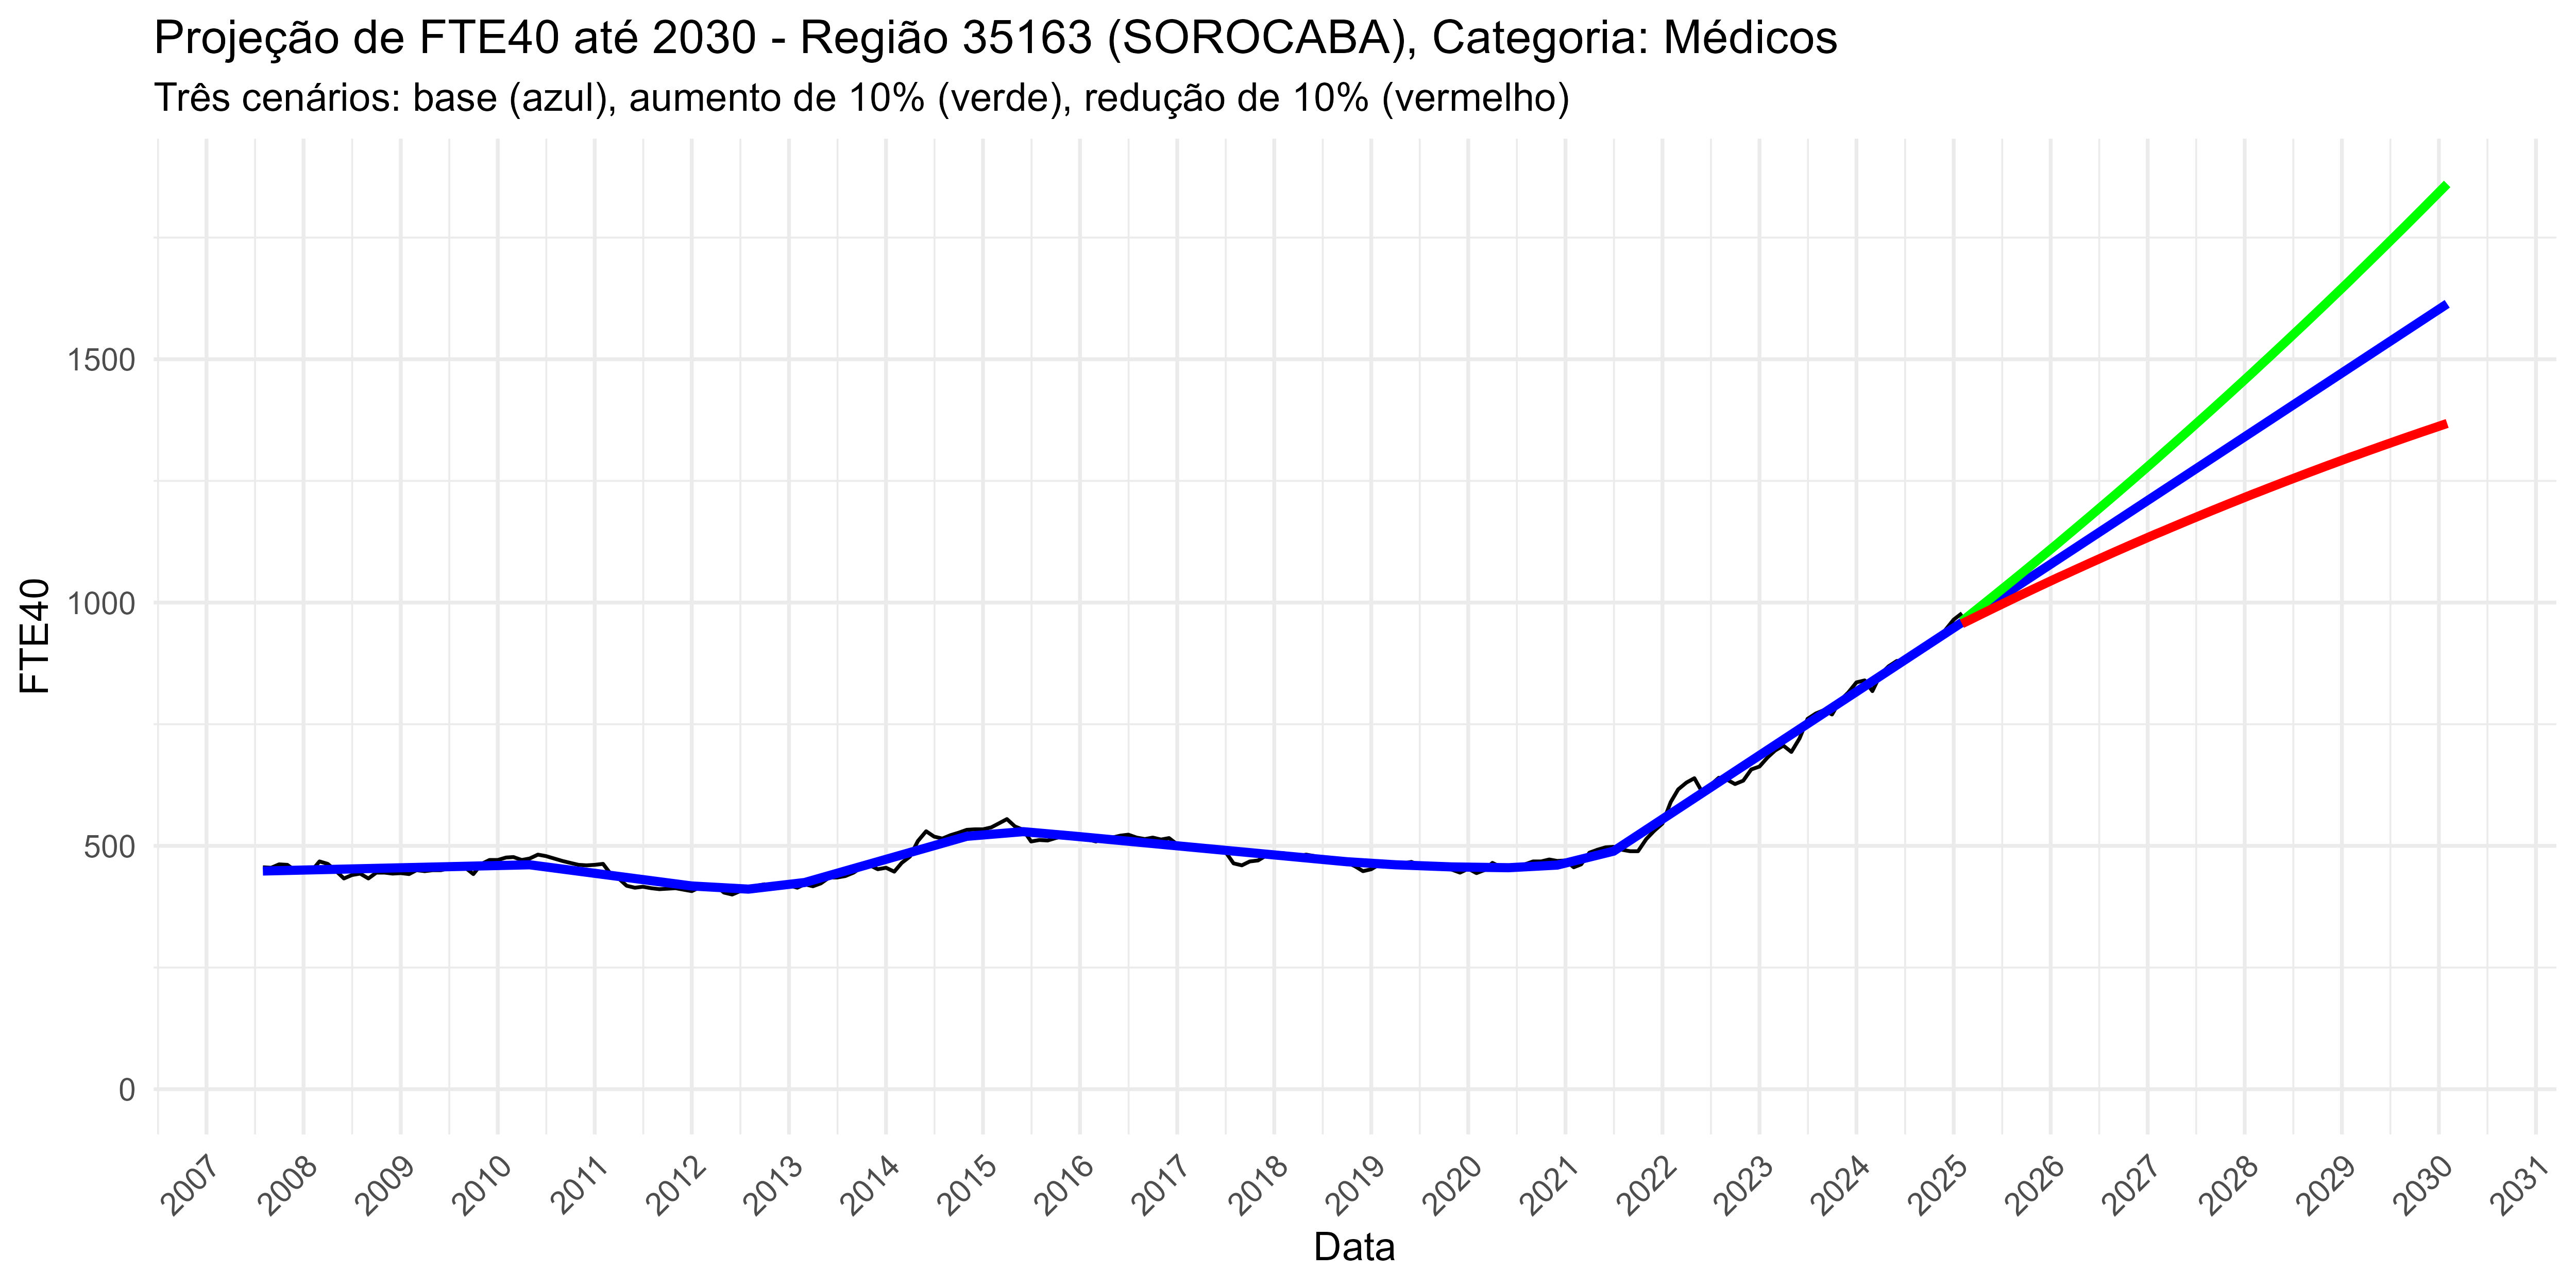 Projeção de FTE40 até 2030 - Região 35163 (SOROCABA), Categoria: Médicos
Três cenários: base (azul), aumento de 10% (verde), redução de 10% (vermelho)
FTE40
1500
1000
500
0
2007 2008 2009 2010 2011 2012 2013 2014 2015 2016 2017 2018 2019 2020 2021 2022 2023 2024 2025 2026 2027 2028 2029 2030 2031
Data